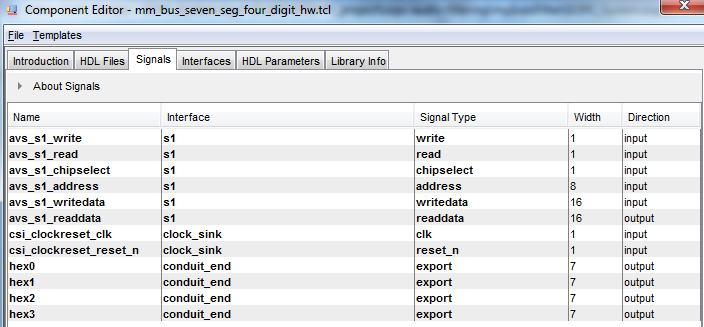 Component Editor - mm_bus_seven_seg_four_digit_hw.tcl
File Templates
Introduction HDL Files Signals Interfaces HDL Parameters Library Info
About Signals
Name Interface Signal Type Width Direction
avs_s1_write s1 write 1 input
avs_s1_read s1 read 1 input
avs_s1_chipselect s1 chipselect 1 input
avs_s1_address s1 address 8 input
avs_s1_writedata s1 writedata 16 input
avs_s1_readdata s1 readdata 16 output
csi_clockreset_clk clock_sink clk 1 input
csi_clockreset_reset_n clock_sink reset_n 1 input
hex0 conduit_end export 7 output
hex1 conduit_end export 7 output
hex2 conduit_end export 7 output
hex3 conduit_end export 7 output